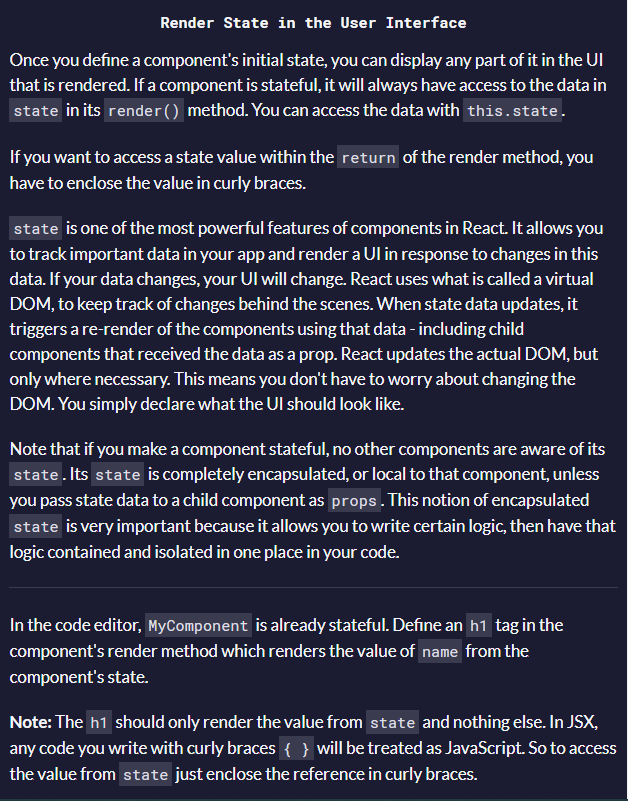 Render State in the User Interface
Once you define a component's initial state, you can display any part of it in the UI
that is rendered. If a component is stateful, it will always have access to the data in
state in its render() method. You can access the data with this.state.
If you want to access a state value within the return of the render method, you
have to enclose the value in curly braces.
state is one of the most powerful features of components in React. It allows you
to track important data in your app and render a UI in response to changes in this
data. If your data changes, your UI will change. React uses what is called a virtual
DOM, to keep track of changes behind the scenes. When state data updates, it
triggers a re-render of the components using that data - including child
components that received the data as a prop. React updates the actual DOM, but
only where necessary. This means you don't have to worry about changing the
DOM. You simply declare what the UI should look like.
Note that if you make a component stateful, no other components are aware of its
state. Its state is completely encapsulated, or local to that component, unless
you pass state data to a child component as props. This notion of encapsulated
state is very important because it allows you to write certain logic, then have that
logic contained and isolated in one place in your code.
In the code editor, MyComponent is already stateful. Define an h1 tag in the
component's render method which renders the value of name from the
component's state.
Note: The h1 should only render the value from state and nothing else. In JSX,
any code you write with curly braces { } will be treated as JavaScript. So to access
the value from state just enclose the reference in curly braces.